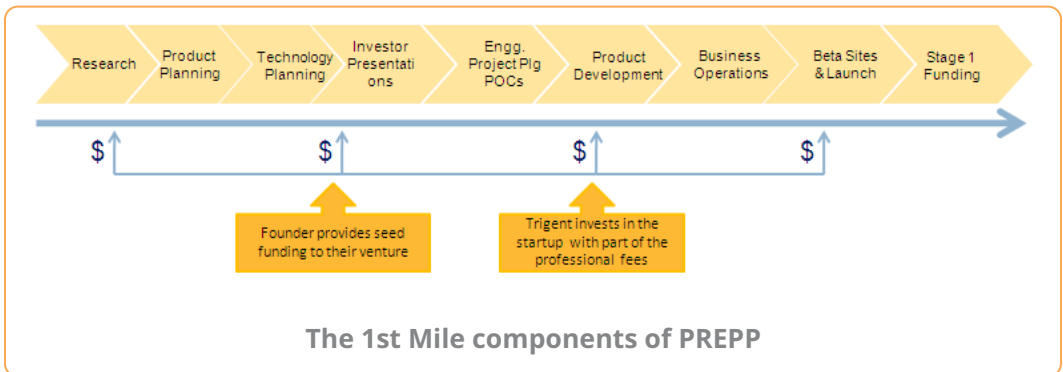 Research
Product
Planning
Technology
Planning
Investor
Presentati
ons
Engg.
Project Plg
POCs
Product
Development
Business
Operations
Beta Sites
& Launch
Stage 1
Funding
$
$
$
$
Founder provides seed
funding to their venture
Trigent invests in the
startup with part of the
professional fees
The 1st Mile components of PREPP